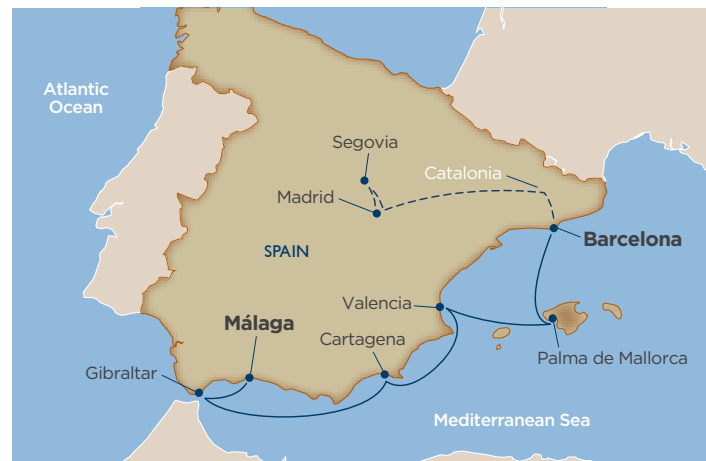 Atlantic
Ocean
Segovia
Catalonia
Madrid
Barcelona
SPAIN
Valencia
Málaga
Cartagena
Palma de Mallorca
Gibraltar
Mediterranean Sea